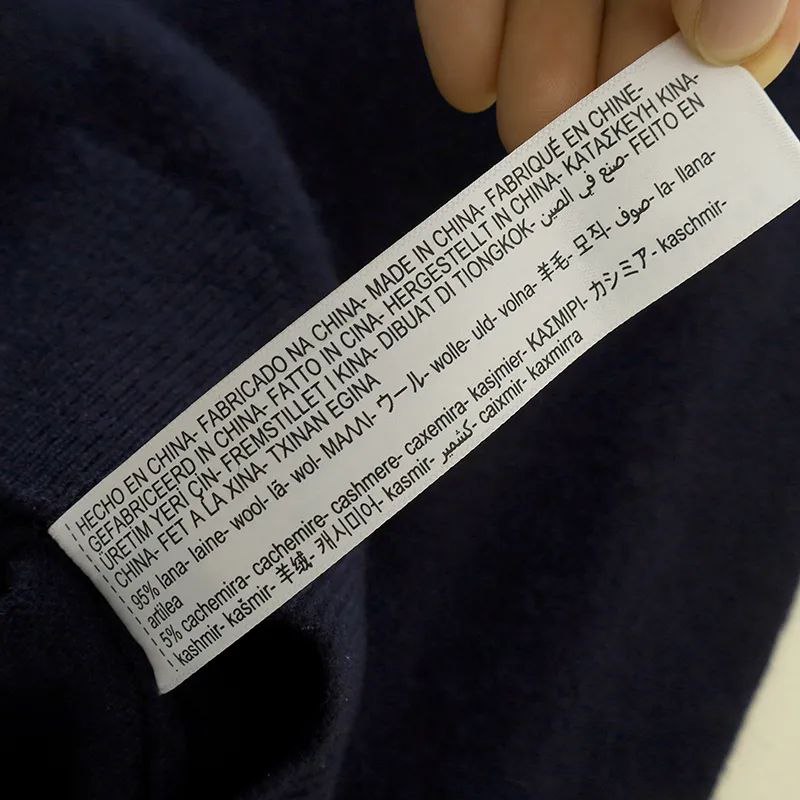 HECHO EN CHINA- FABRICADO NA CHINA- MADE IN CHINA- FABRIQUÉ EN CHINE-
GEFABRICEERD IN CHINA- FATTO IN CINA- HERGESTELLT IN CHINA- ΚΑΤΑΣΚΕΥΗ ΚΙΝΑ-
ÜRETIM YERI ÇIN- FREMSTILLET I KINA- DIBUAT DI TIONGKOK- صنع في الصين- FEITO EN
CHINA- FET A LA XINA- TXINAN EGINA
95% lana- laine- wool- lã- wol- ΜΑΛΛΙ- ウール- wolle- uld- volna- 羊毛- 모직- صوف- la- llana-
artilea
5% cachemira- cachemire- cashmere- caxemira- kasjmier- ΚΑΣΜΙΡΙ- カシミア- kaschmir-
kashmir- kašmir- 羊绒- 캐시미어- kasmir- كشمير- caixmir- kaxmirra